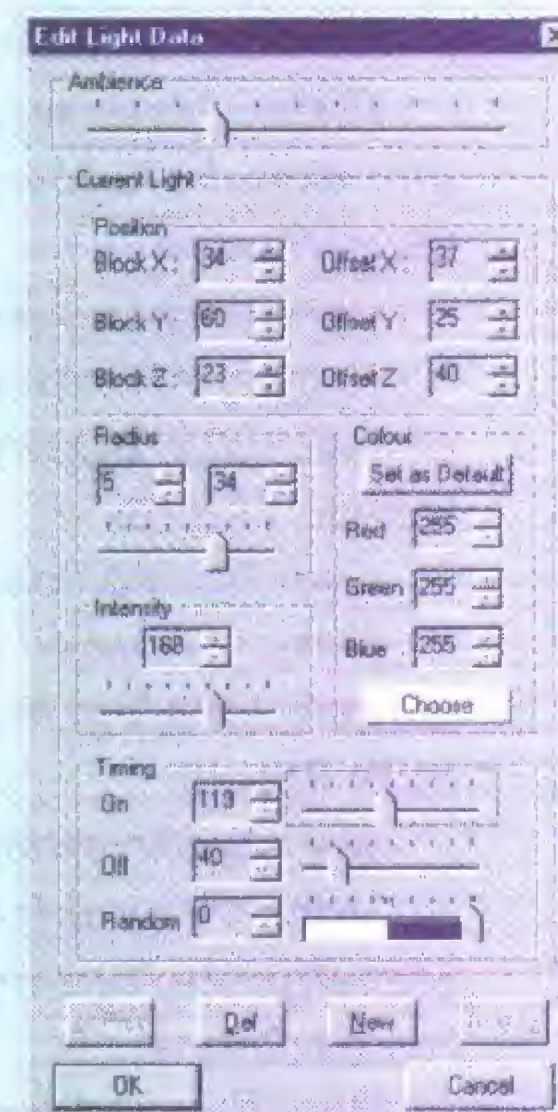 Edit Light Data
Ambience
Current Light
Position
Block X : 34 Offset X : 37
Block Y : 60 Offset Y : 25
Block Z : 23 Offset Z 40
Radius
5 34
Colour
Set as Default
Red 255
Green 255
Blue 255
Choose
Intensity
168
Timing
On 119
Off 40
Random 0
Del New
OK Cancel